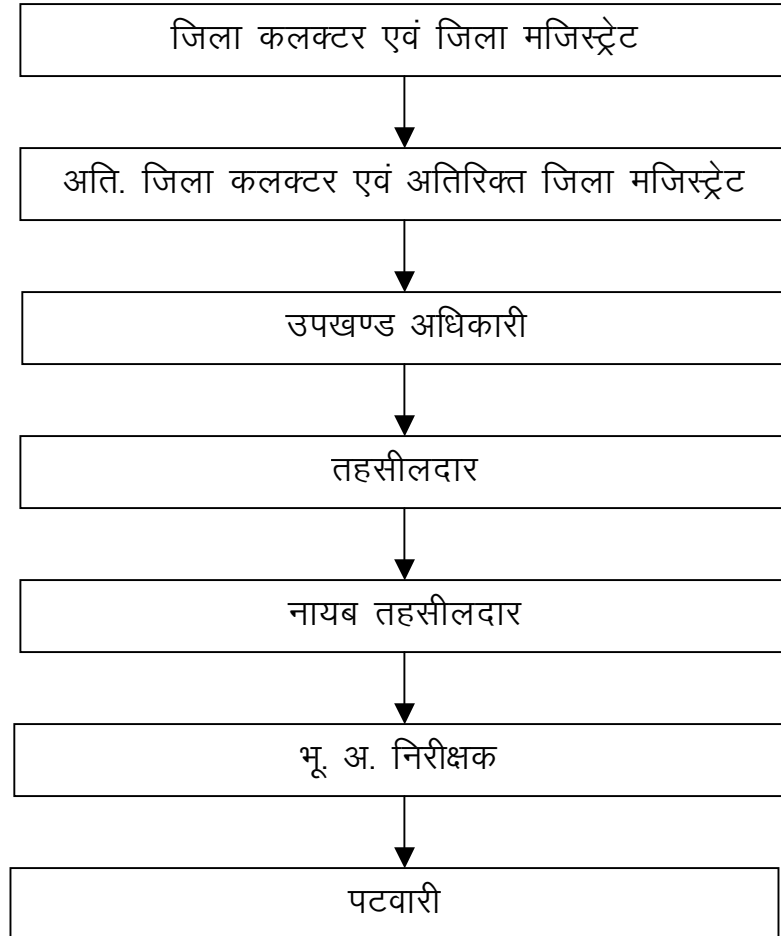 जिला कलक्टर एवं जिला मजिस्ट्रेट
अति. जिला कलक्टर एवं अतिरिक्त जिला मजिस्ट्रेट
उपखण्ड अधिकारी
तहसीलदार
नायब तहसीलदार
भू. अ. निरीक्षक
पटवारी